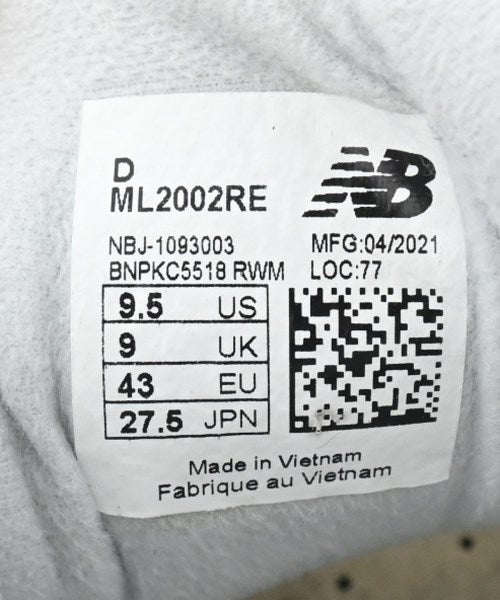 D
ML2002RE
NB
NBJ-1093003
MFG:04/2021
BNPKC5518 RWM
LOC:77
9.5 US
9 UK
43 EU
27.5 JPN
Made in Vietnam
Fabrique au Vietnam